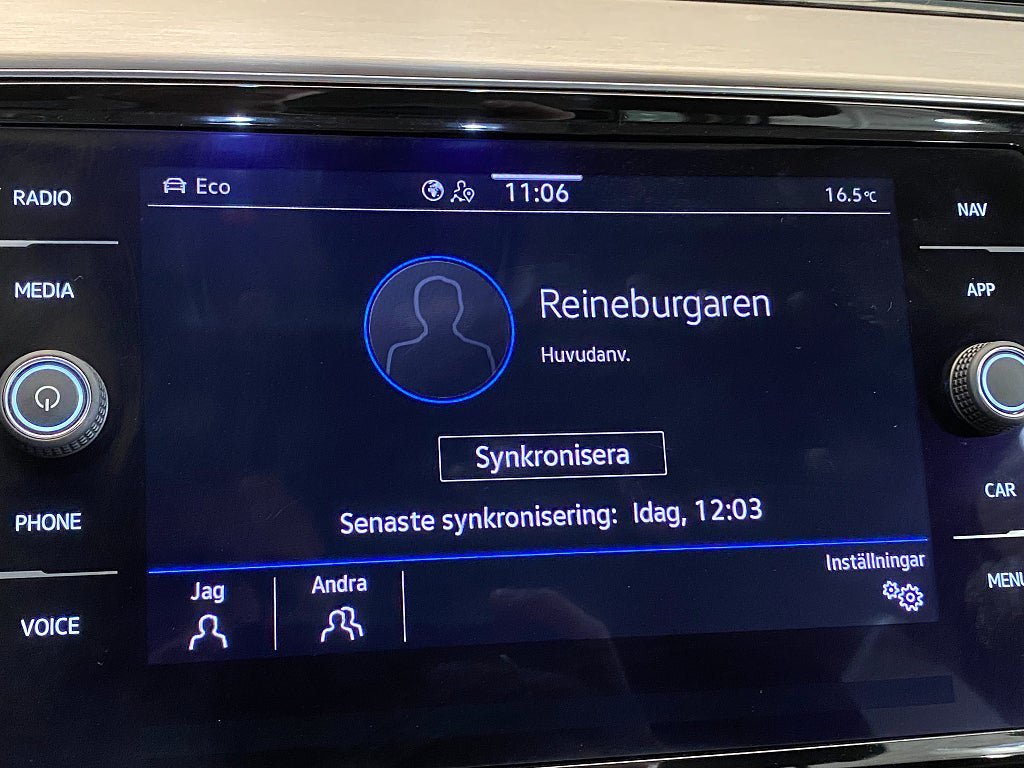 RADIO
MEDIA
PHONE
VOICE
Eco
11:06
16.5°C
Reineburgaren
Huvudanv.
Synkronisera
Senaste synkronisering: Idag, 12:03
Jag
Andra
Inställningar
NAV
APP
CAR
MENU